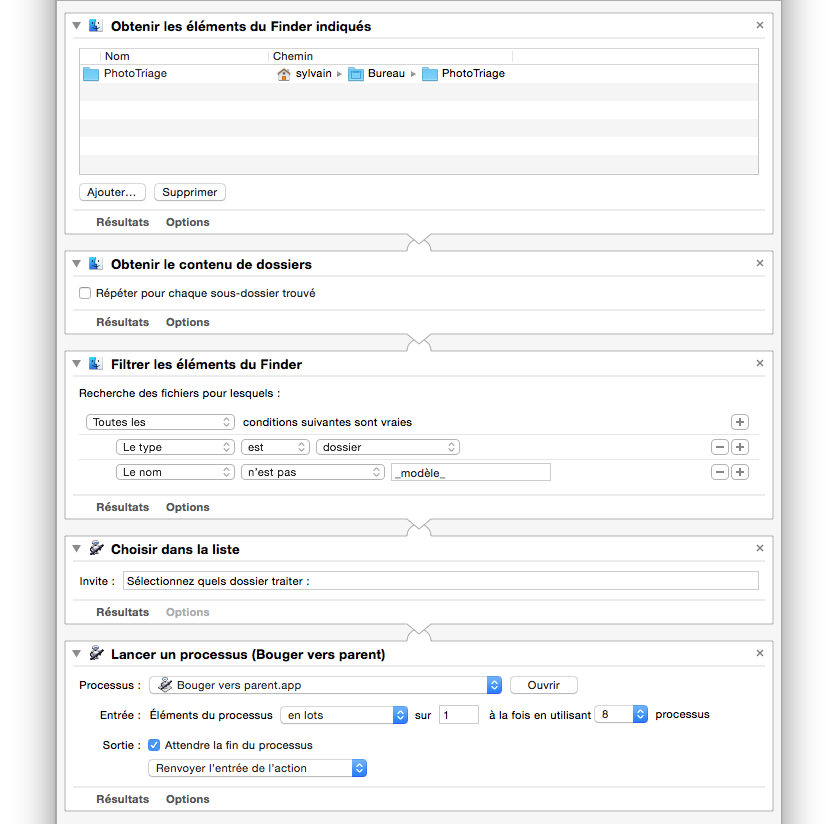 Obtenir les éléments du Finder indiqués
Nom Chemin
PhotoTriage sylvain ▸ Bureau ▸ PhotoTriage
Ajouter... Supprimer
Résultats Options
Obtenir le contenu de dossiers
Répéter pour chaque sous-dossier trouvé
Résultats Options
Filtrer les éléments du Finder
Recherche des fichiers pour lesquels :
Toutes les conditions suivantes sont vraies
Le type est dossier
Le nom n'est pas _modèle_
Résultats Options
Choisir dans la liste
Invite : Sélectionnez quels dossier traiter :
Résultats Options
Lancer un processus (Bouger vers parent)
Processus : Bouger vers parent.app Ouvrir
Entrée : Éléments du processus en lots sur 1 à la fois en utilisant 8 processus
Sortie : Attendre la fin du processus
Renvoyer l'entrée de l'action
Résultats Options